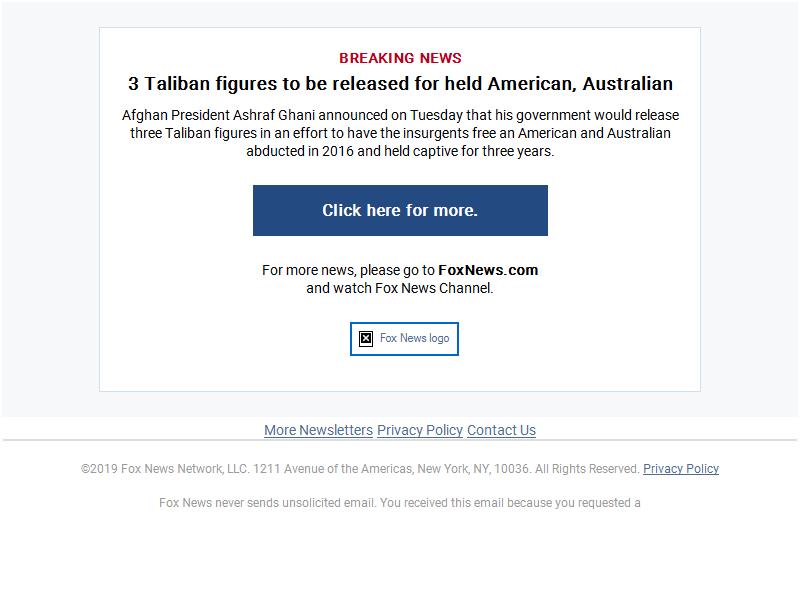 BREAKING NEWS
3 Taliban figures to be released for held American, Australian
Afghan President Ashraf Ghani announced on Tuesday that his government would release
three Taliban figures in an effort to have the insurgents free an American and Australian
abducted in 2016 and held captive for three years.
Click here for more.
For more news, please go to FoxNews.com
and watch Fox News Channel.
Fox News logo
More Newsletters Privacy Policy Contact Us
©2019 Fox News Network, LLC. 1211 Avenue of the Americas, New York, NY, 10036. All Rights Reserved. Privacy Policy
Fox News never sends unsolicited email. You received this email because you requested a